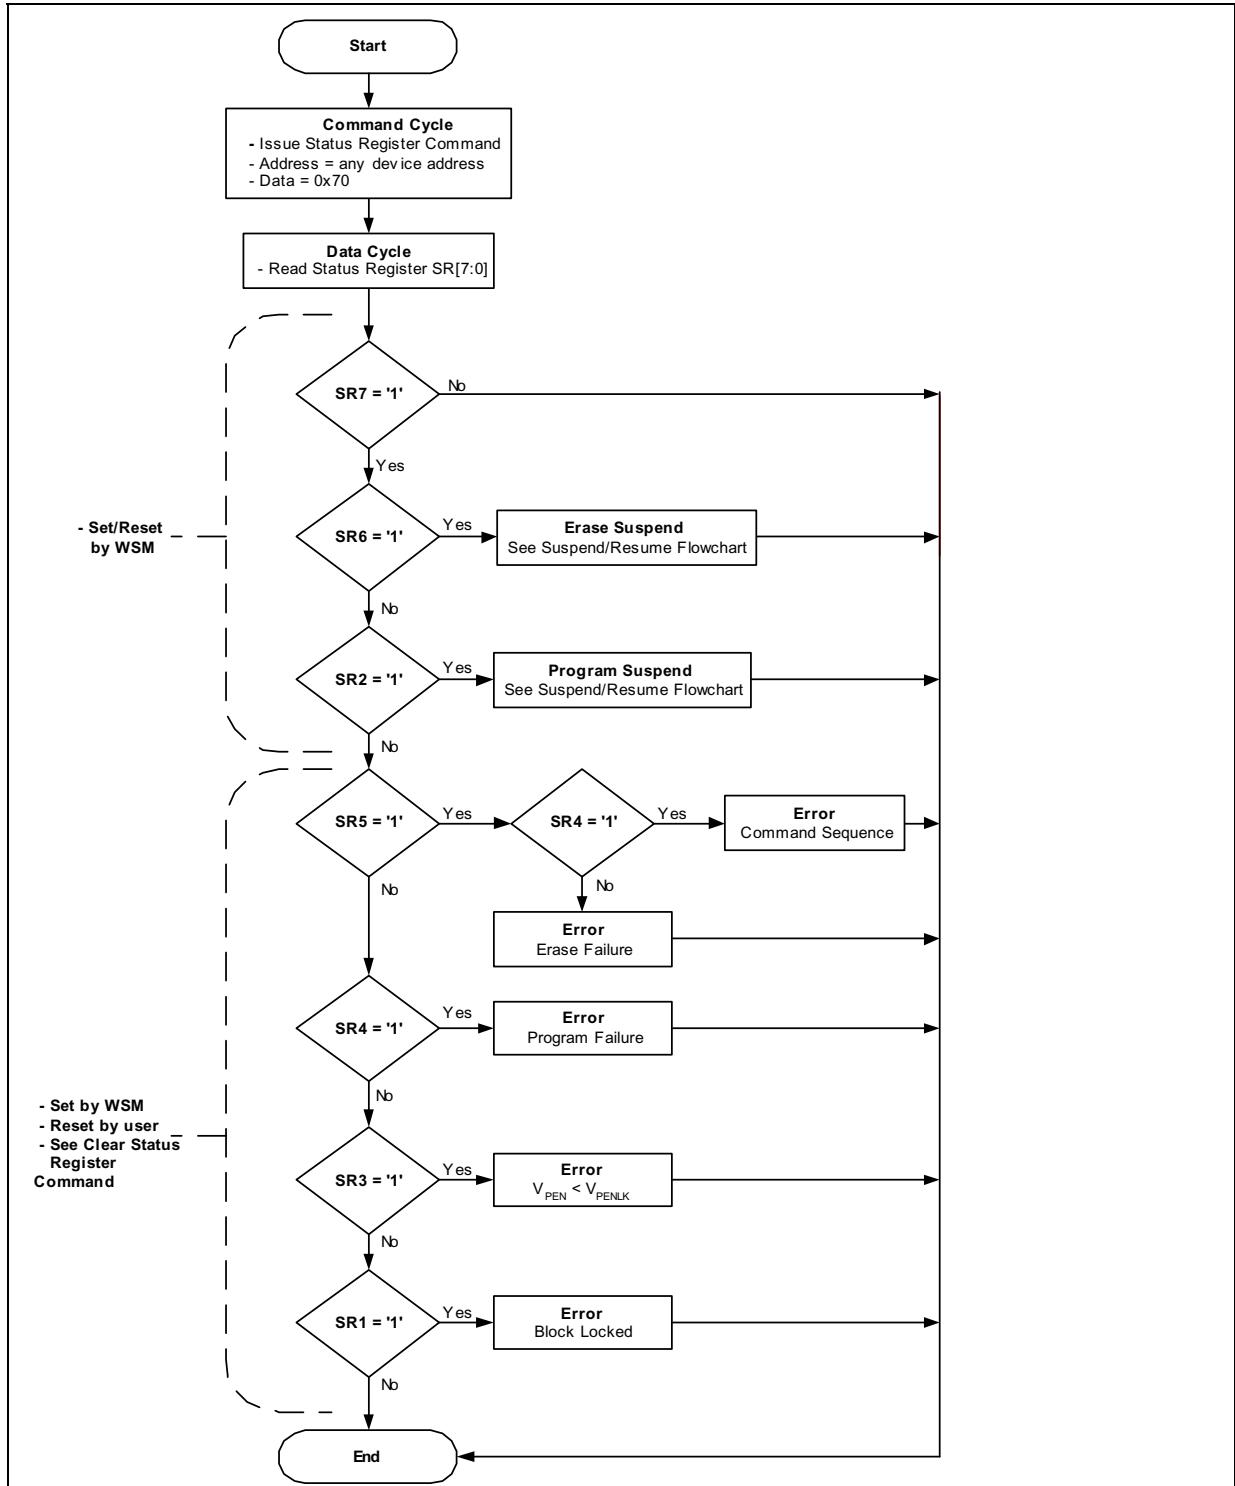 Start
Command Cycle
- Issue Status Register Command
- Address = any device address
- Data = 0x70
Data Cycle
- Read Status Register SR[7:0]
SR7 = '1'
No
Yes
- Set/Reset
by WSM
SR6 = '1'
Yes
Erase Suspend
See Suspend/Resume Flowchart
No
SR2 = '1'
Yes
Program Suspend
See Suspend/Resume Flowchart
No
SR5 = '1'
Yes
SR4 = '1'
Yes
Error
Command Sequence
No
No
Error
Erase Failure
SR4 = '1'
Yes
Error
Program Failure
No
- Set by WSM
- Reset by user
- See Clear Status
Register
Command
SR3 = '1'
Yes
Error
V PEN < V PENLK
No
SR1 = '1'
Yes
Error
Block Locked
No
End